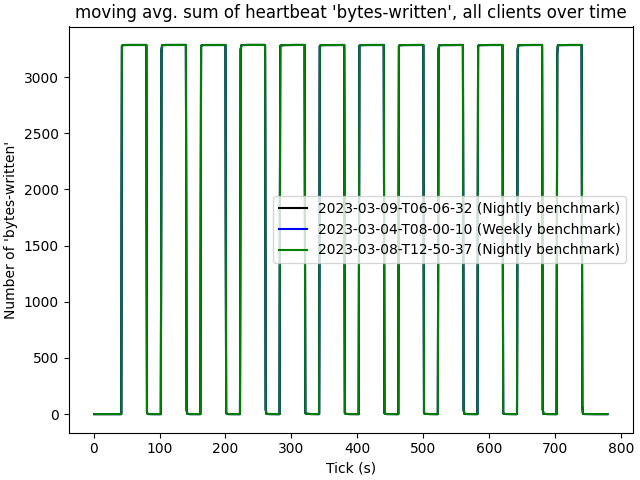 moving avg. sum of heartbeat 'bytes-written', all clients over time
Number of 'bytes-written'
3000
2500
2000
1500
1000
500
0
2023-03-09-T06-06-32 (Nightly benchmark)
2023-03-04-T08-00-10 (Weekly benchmark)
2023-03-08-T12-50-37 (Nightly benchmark)
0 100 200 300 400 500 600 700 800
Tick (s)